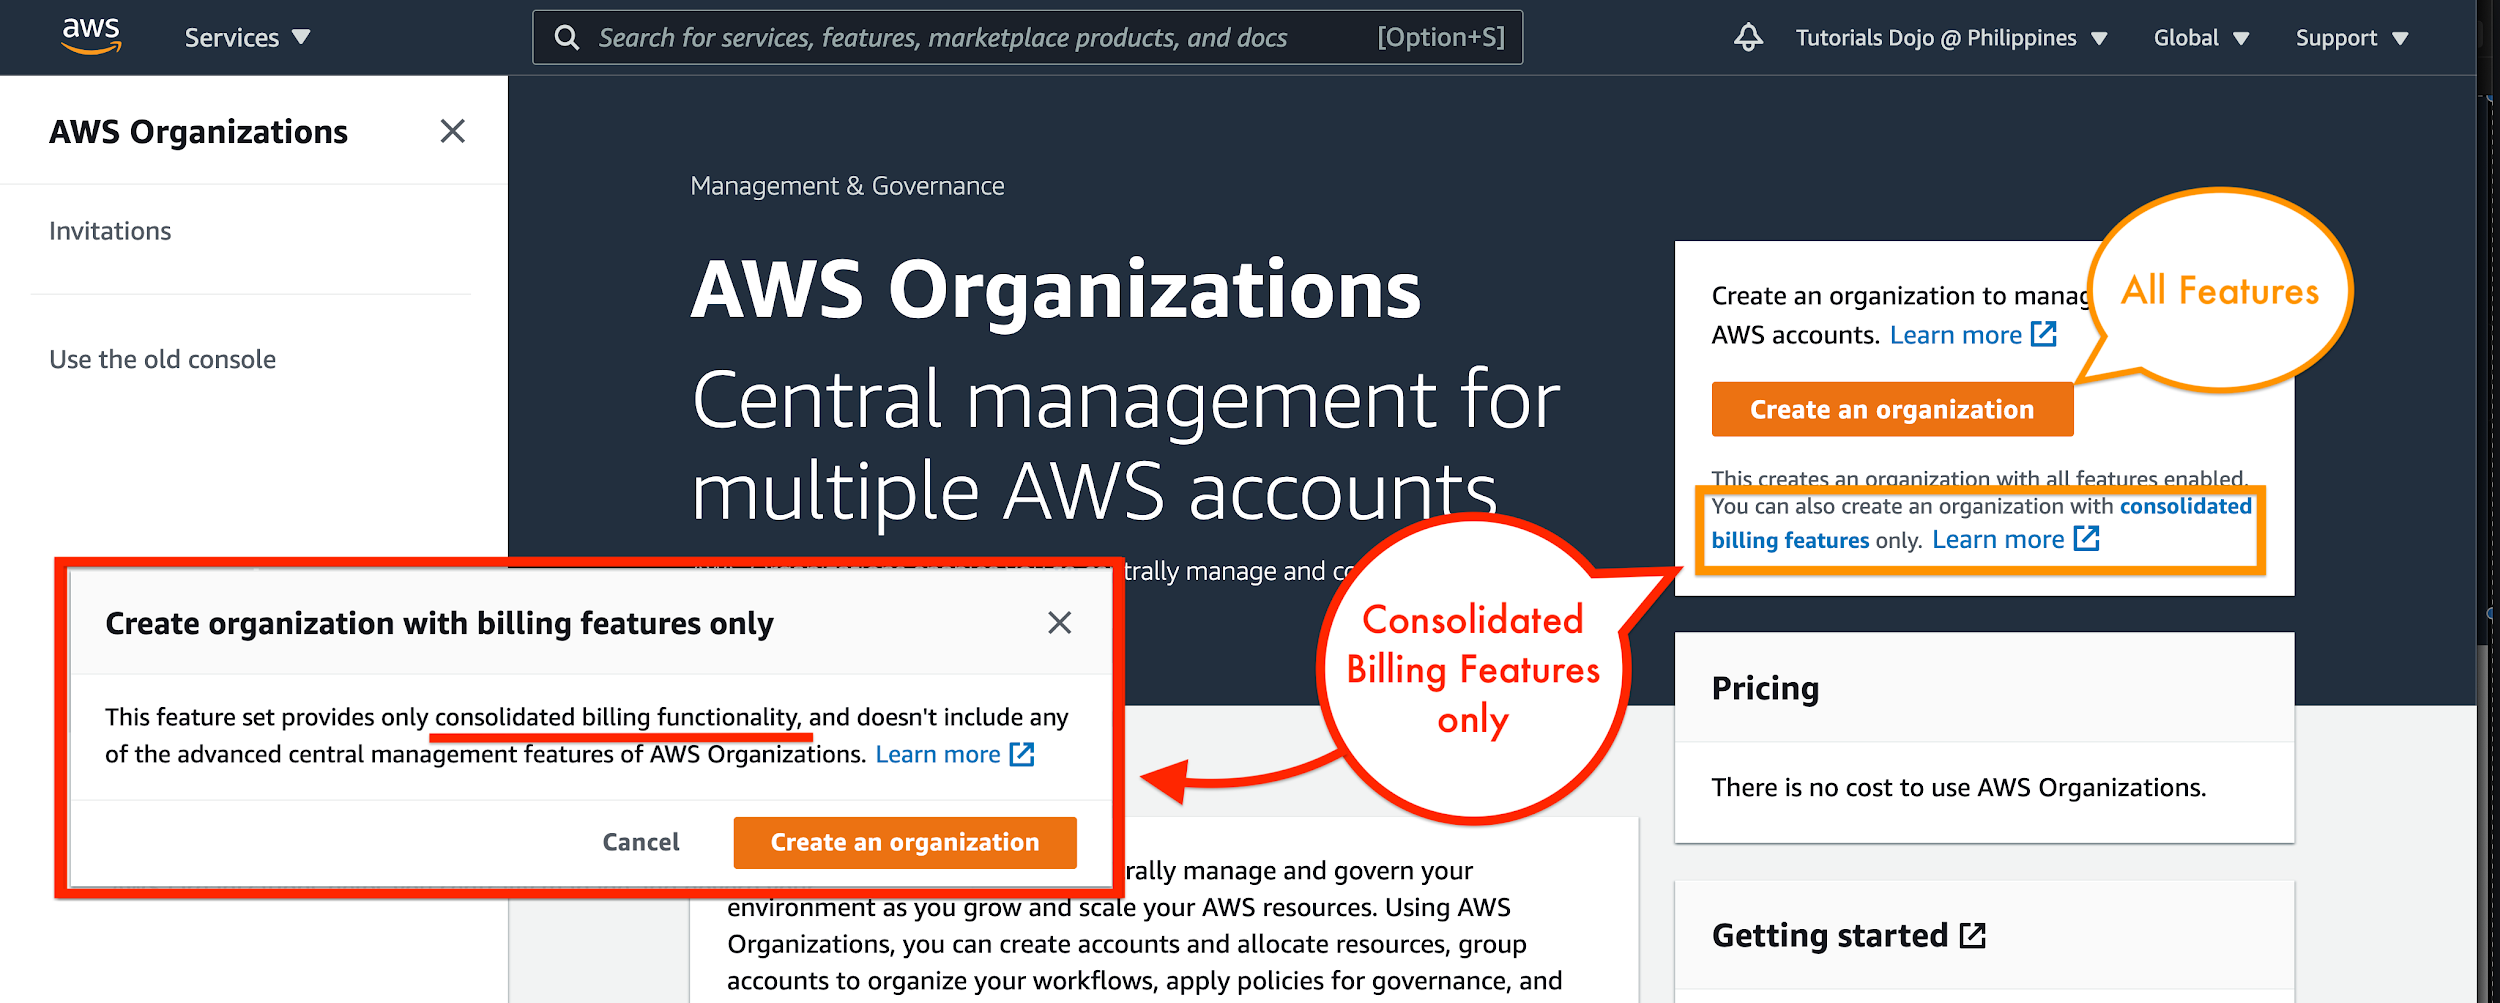 aws
Services
Search for services, features, marketplace products, and docs [Option+S]
Tutorials Dojo @ Philippines
Global
Support
AWS Organizations
Invitations
Use the old console
Management & Governance
AWS Organizations
Central management for
multiple AWS accounts
trally manage and co
Create an organization to manag
AWS accounts. Learn more
All Features
Create an organization
This creates an organization with all features enabled.
You can also create an organization with consolidated
billing features only. Learn more
Consolidated
Billing Features
only
Create organization with billing features only
This feature set provides only consolidated billing functionality, and doesn't include any
of the advanced central management features of AWS Organizations. Learn more
Cancel
Create an organization
Pricing
There is no cost to use AWS Organizations.
rally manage and govern your
environment as you grow and scale your AWS resources. Using AWS
Organizations, you can create accounts and allocate resources, group
accounts to organize your workflows, apply policies for governance, and
Getting started